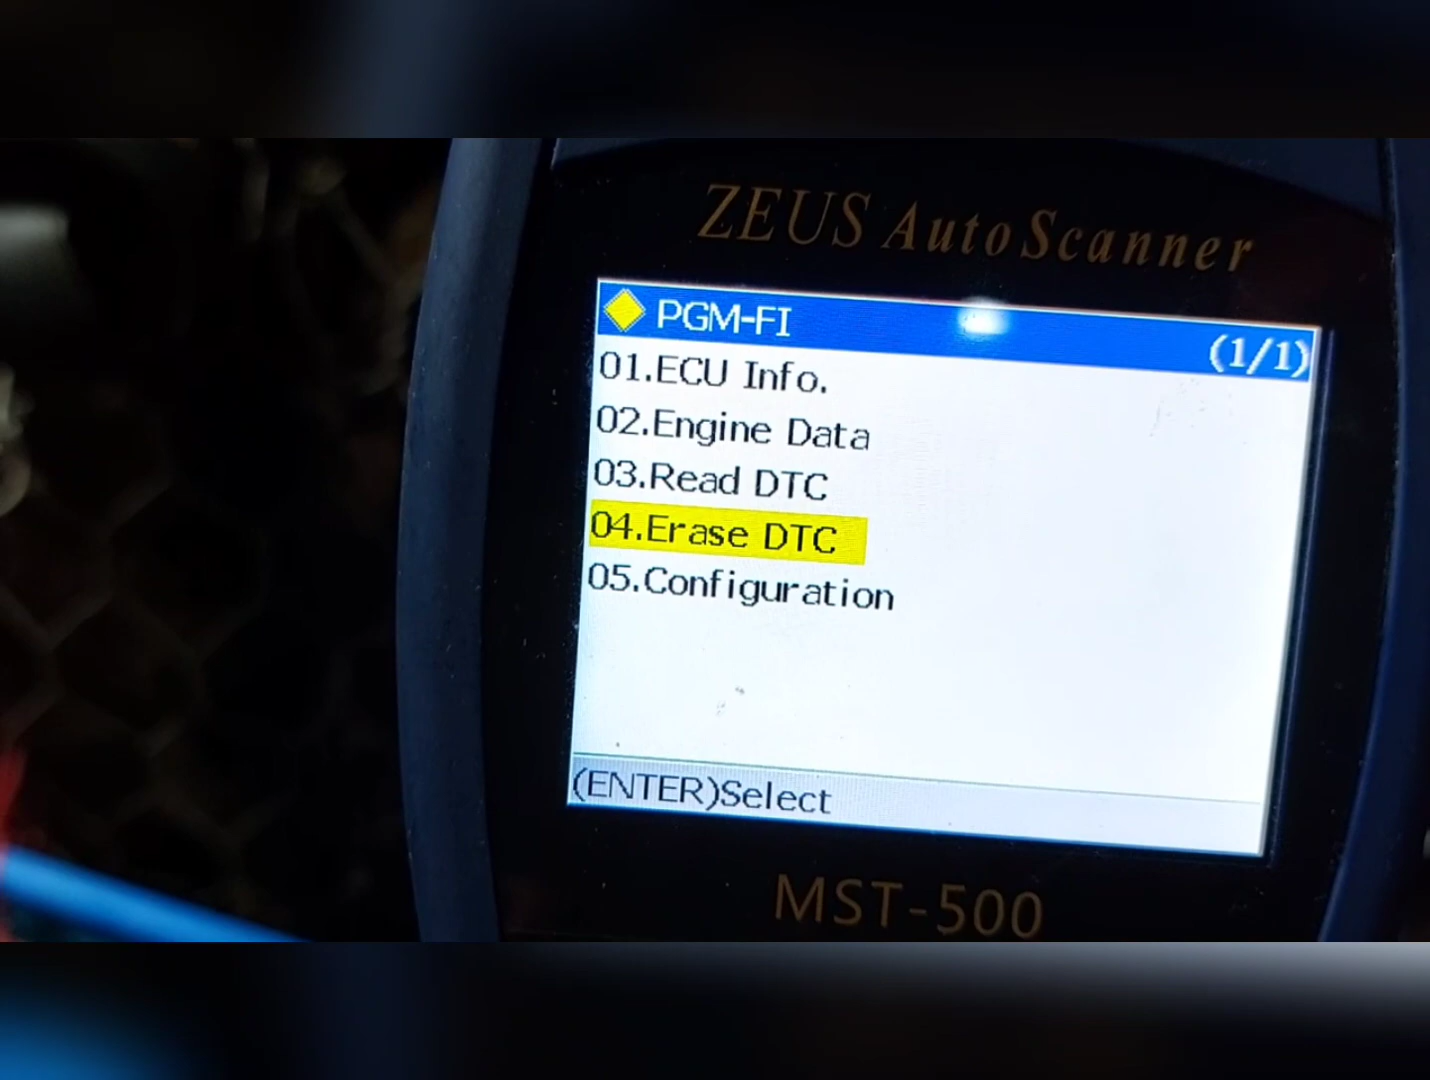 ZEUS AutoScanner
PGM-FI (1/1)
01.ECU Info.
02.Engine Data
03.Read DTC
04.Erase DTC
05.Configuration
(ENTER)Select
MST-500